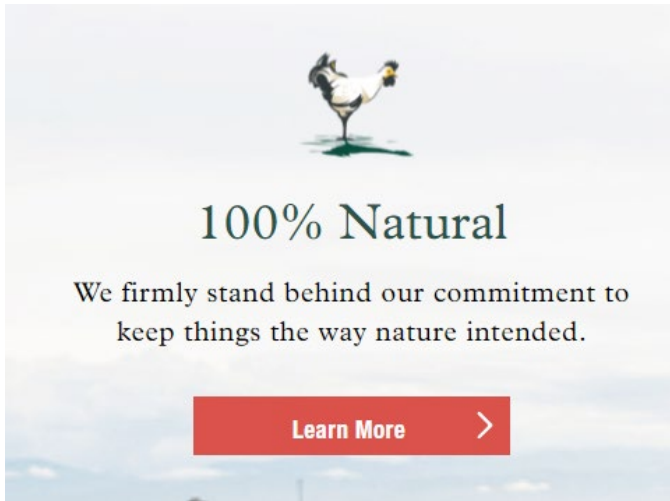 100% Natural
We firmly stand behind our commitment to
keep things the way nature intended.
Learn More